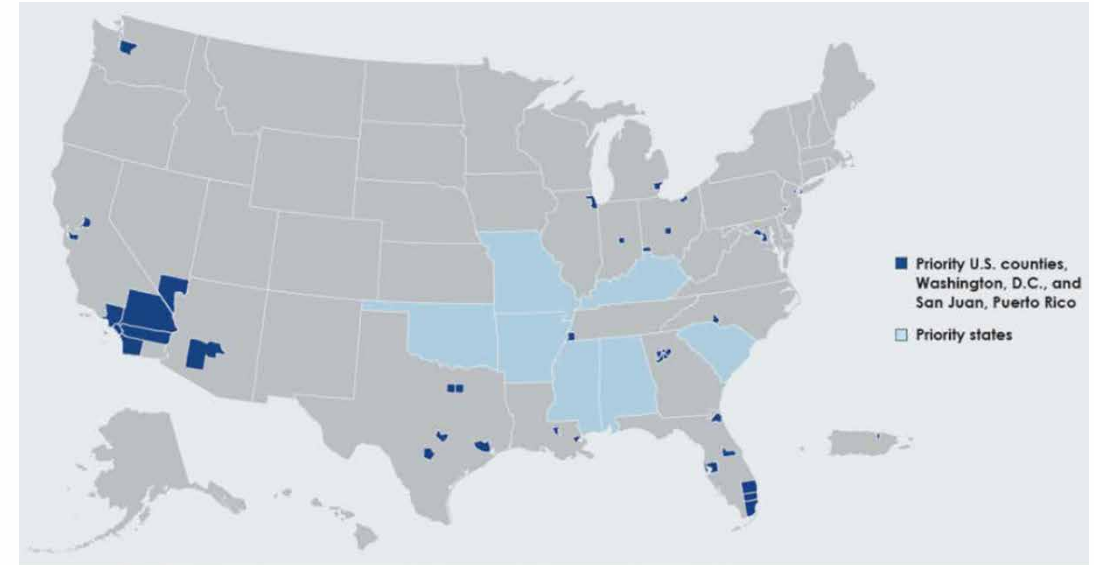 Priority U.S. counties,
Washington, D.C., and
San Juan, Puerto Rico
Priority states